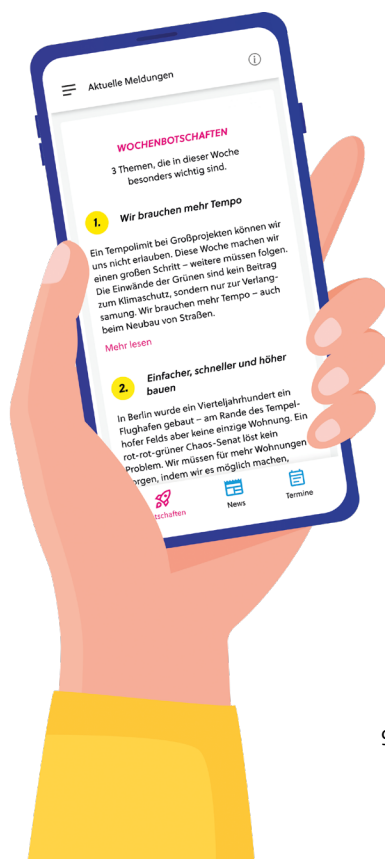 Aktuelle Meldungen
WOCHENBOTSCHAFTEN
3 Themen, die in dieser Woche
besonders wichtig sind.
1. Wir brauchen mehr Tempo
Ein Tempolimit bei Großprojekten können wir
uns nicht erlauben. Diese Woche machen wir
einen großen Schritt – weitere müssen folgen.
Die Einwände der Grünen sind kein Beitrag
zum Klimaschutz, sondern nur zur Verlang-
samung. Wir brauchen mehr Tempo – auch
beim Neubau von Straßen.
Mehr lesen
2. Einfacher, schneller und höher
bauen
In Berlin wurde ein Vierteljahrhundert ein
Flughafen gebaut – am Rande des Tempel-
hofer Felds aber keine einzige Wohnung. Ein
rot-rot-grüner Chaos-Senat löst kein
Problem. Wir müssen für mehr Wohnungen
orgen, indem wir es möglich machen,
tschaften
News
Termine